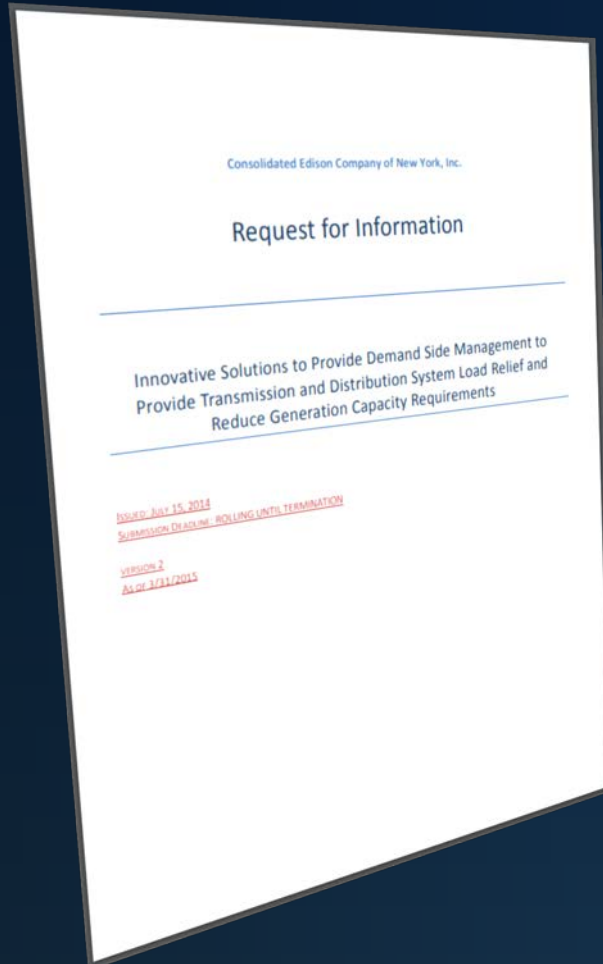 Consolidated Edison Company of New York, Inc.
Request for Information
Innovative Solutions to Provide Demand Side Management to
Provide Transmission and Distribution System Load Relief and
Reduce Generation Capacity Requirements
ISSUED: JULY 15, 2014
SUBMISSION DEADLINE: ROLLING UNTIL TERMINATION
VERSION 2
AS OF 3/31/2015